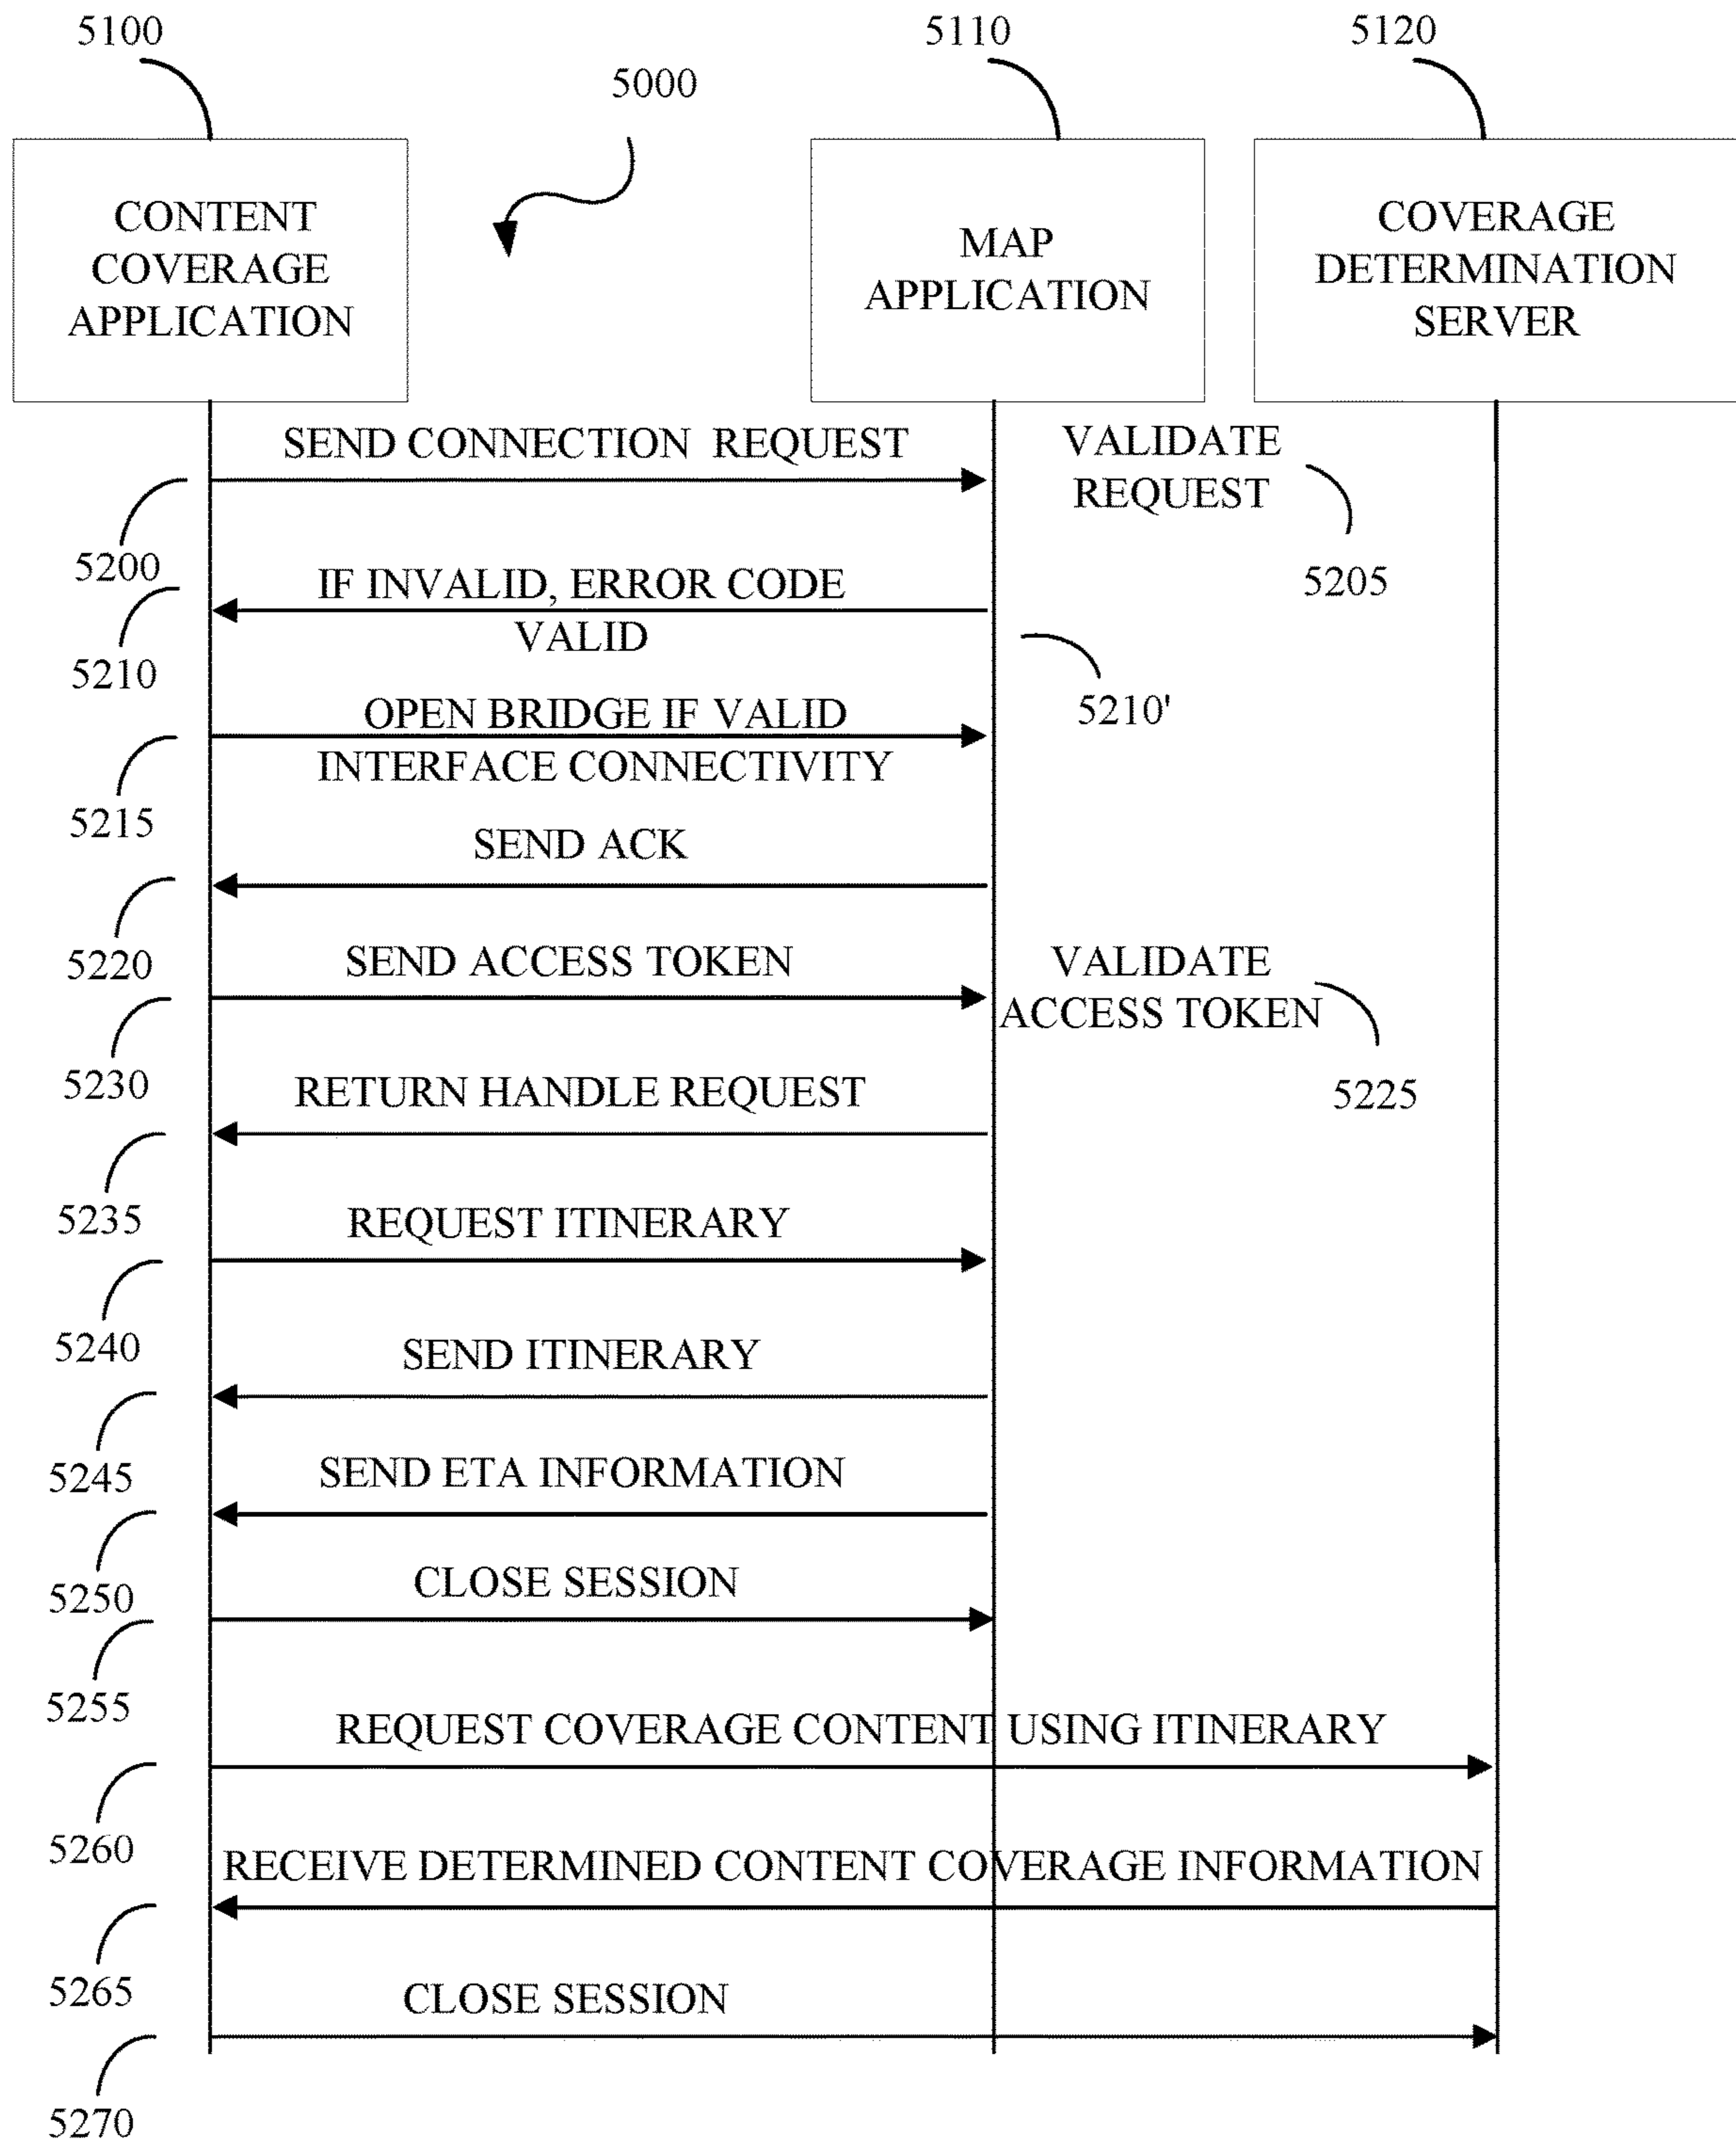 5100
5110
5120
5000
CONTENT
COVERAGE
APPLICATION
MAP
APPLICATION
COVERAGE
DETERMINATION
SERVER
SEND CONNECTION REQUEST
VALIDATE
REQUEST
5200
5205
IF INVALID, ERROR CODE
VALID
5210
5210'
OPEN BRIDGE IF VALID
INTERFACE CONNECTIVITY
5215
SEND ACK
5220
SEND ACCESS TOKEN
VALIDATE
ACCESS TOKEN
5230
5225
RETURN HANDLE REQUEST
5235
REQUEST ITINERARY
5240
SEND ITINERARY
5245
SEND ETA INFORMATION
5250
CLOSE SESSION
5255
REQUEST COVERAGE CONTENT USING ITINERARY
5260
RECEIVE DETERMINED CONTENT COVERAGE INFORMATION
5265
CLOSE SESSION
5270